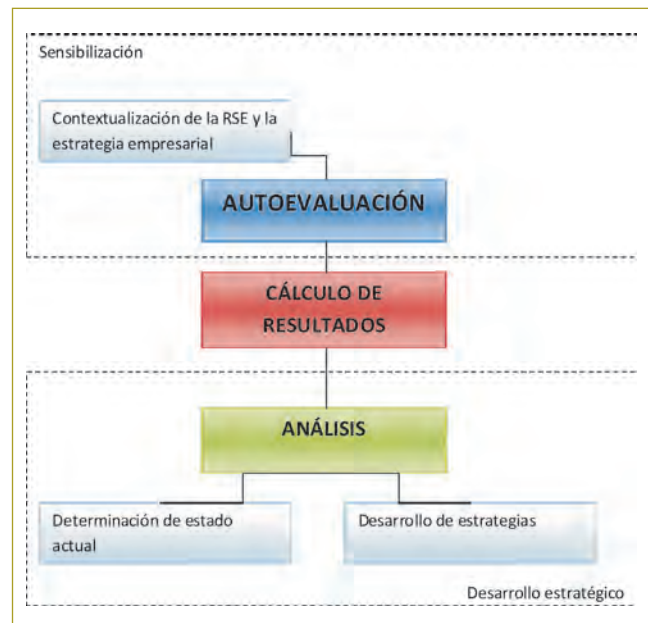 Sensibilización
Contextualización de la RSE y la
estrategia empresarial
AUTOEVALUACIÓN
CÁLCULO DE
RESULTADOS
ANÁLISIS
Determinación de estado
actual
Desarrollo de estrategias
Desarrollo estratégico